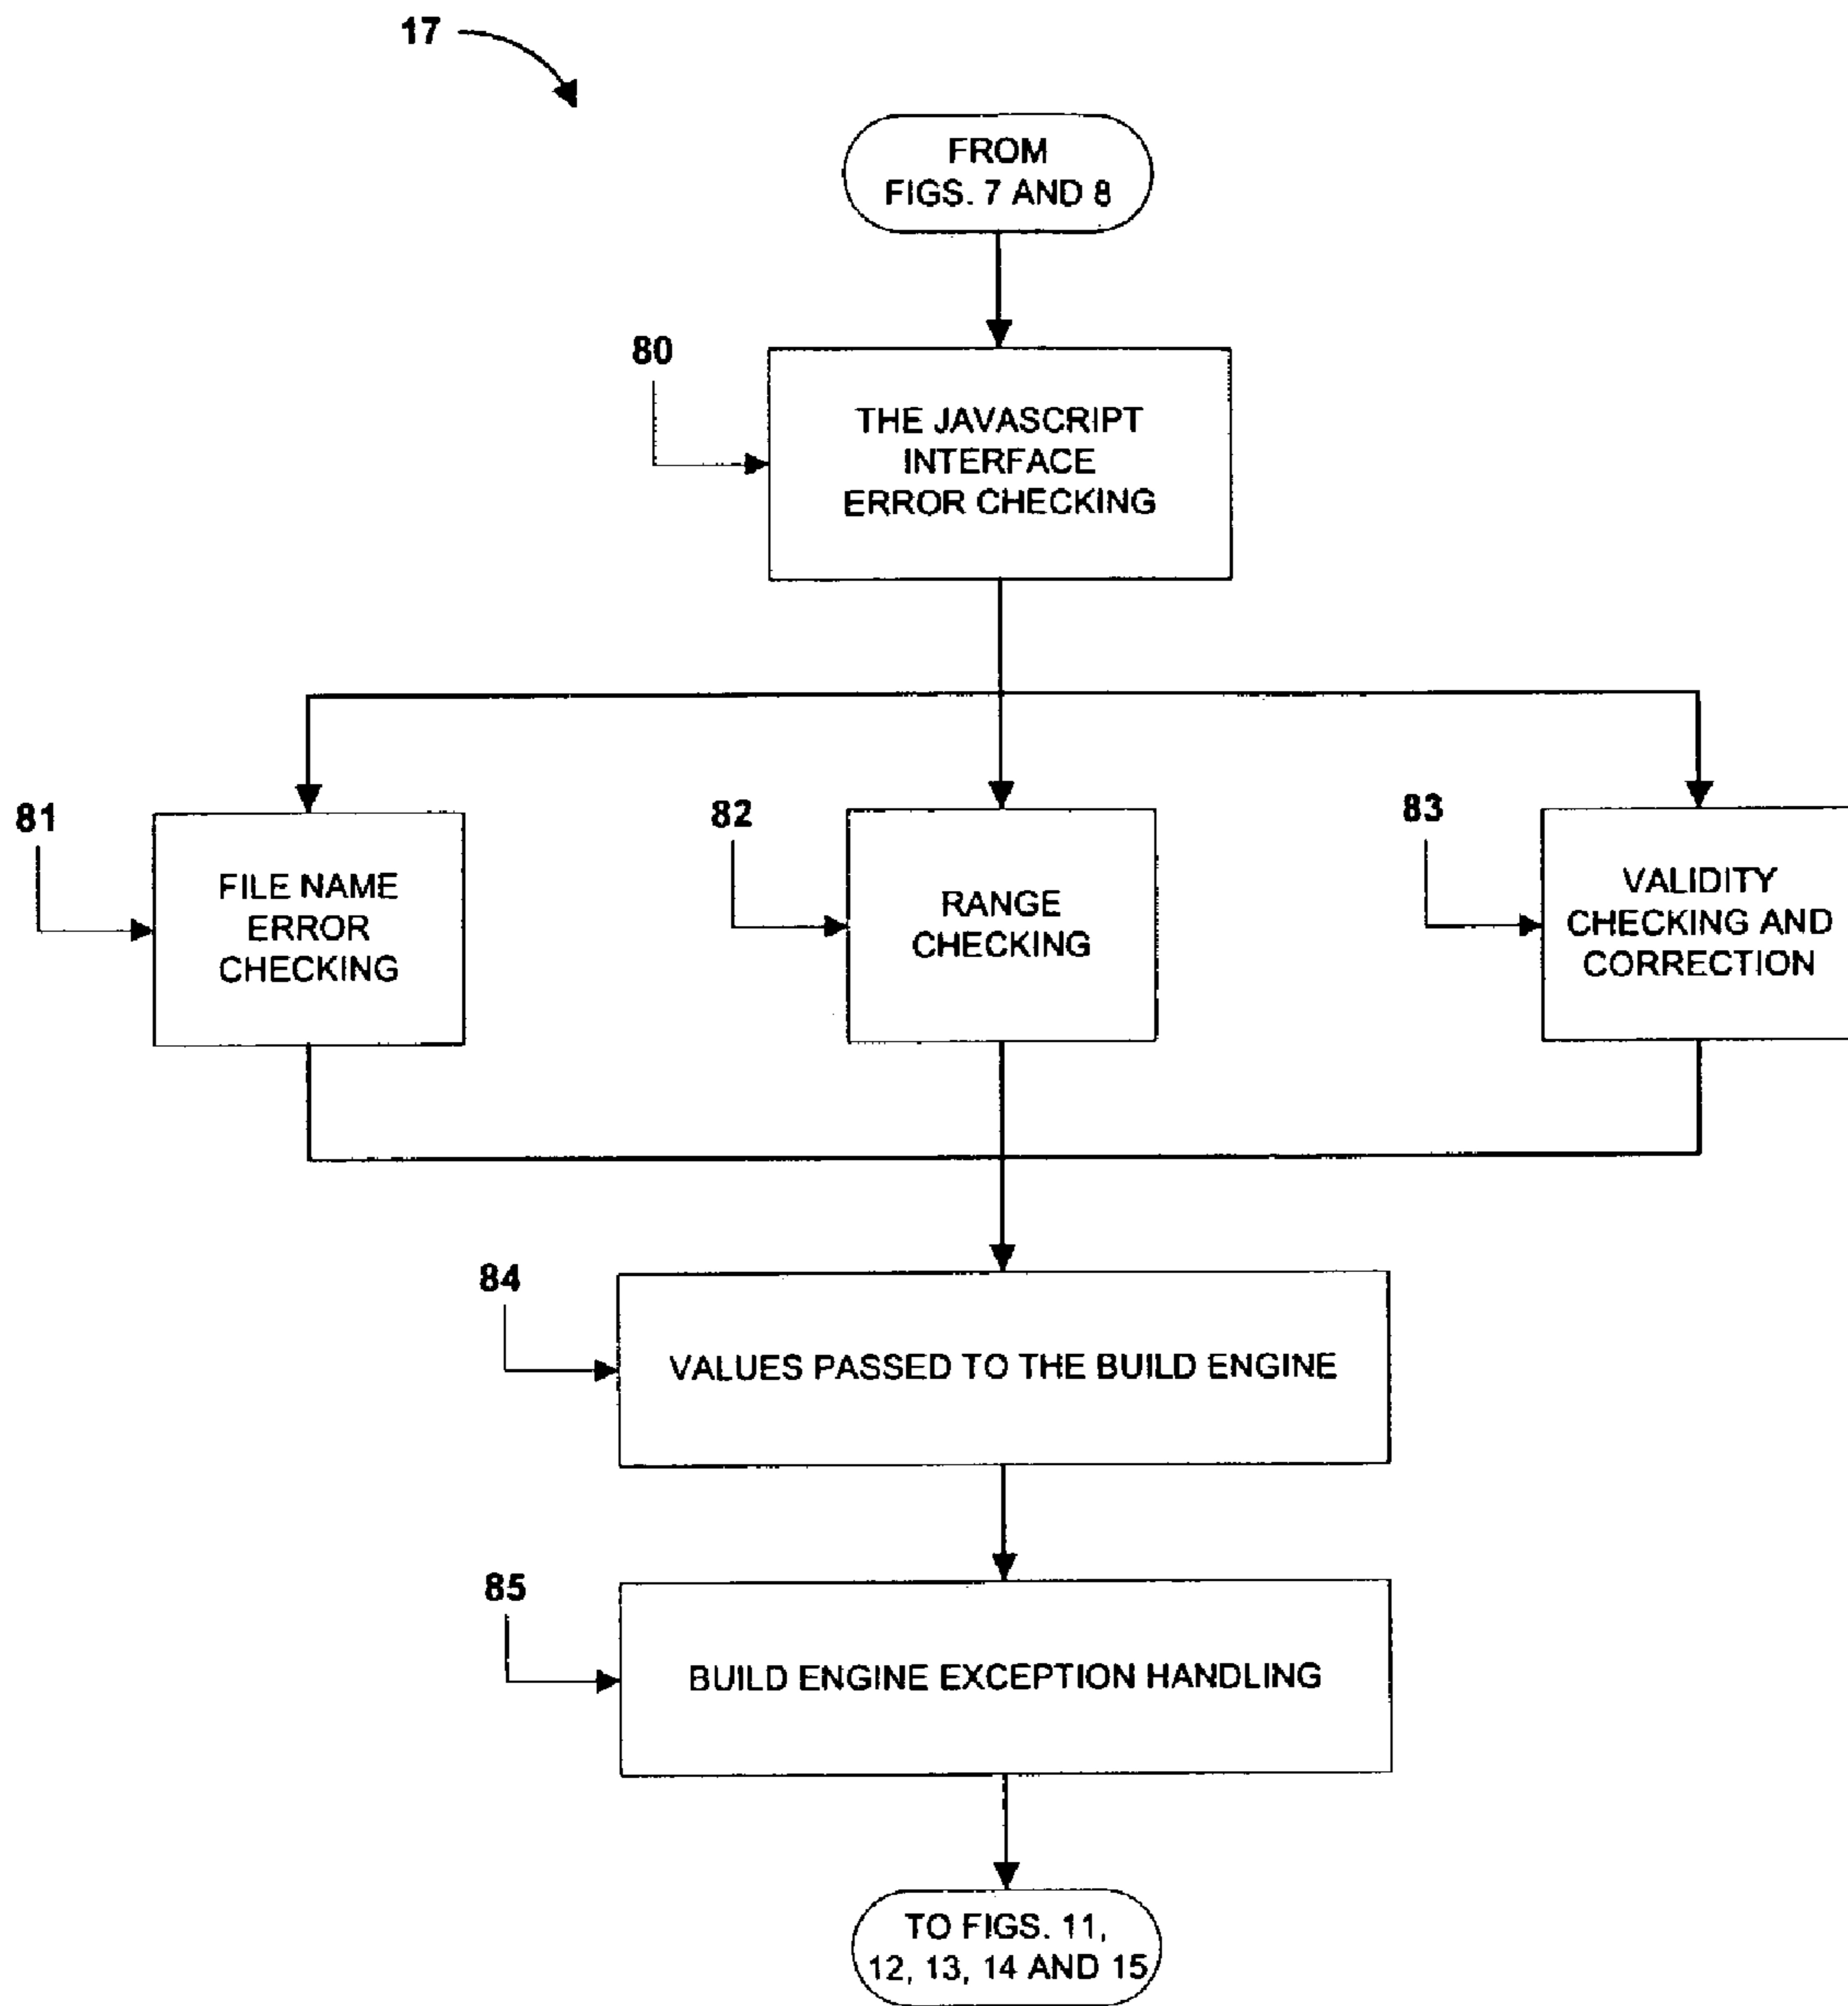 17
FROM
FIGS. 7 AND 8
80
THE JAVASCRIPT
INTERFACE
ERROR CHECKING
81
FILE NAME
ERROR
CHECKING
82
RANGE
CHECKING
83
VALIDITY
CHECKING AND
CORRECTION
84
VALUES PASSED TO THE BUILD ENGINE
85
BUILD ENGINE EXCEPTION HANDLING
TO FIGS. 11,
12, 13, 14 AND 15